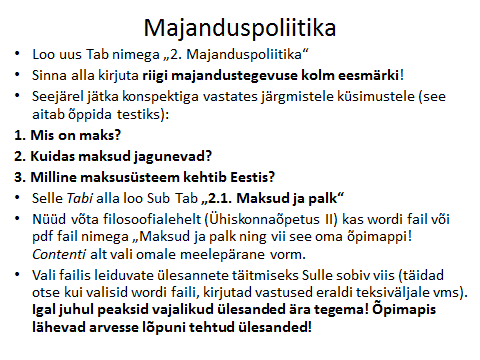 Majanduspoliitika
• Loo uus Tab nimega „2. Majanduspoliitika“
• Sinna alla kirjuta riigi majandustegevuse kolm eesmärki!
• Seejärel jätka konspektiga vastates järgmistele küsimustele (see
aitab õppida testiks):
1. Mis on maks?
2. Kuidas maksud jagunevad?
3. Milline maksusüsteem kehtib Eestis?
• Selle Tabi alla loo Sub Tab „2.1. Maksud ja palk“
• Nüüd võta filosoofialehelt (Ühiskonnaõpetus II) kas wordi fail või
pdf fail nimega „Maksud ja palk ning vii see oma õpimappi!
Contenti alt vali omale meelepärane vorm.
• Vali failis leiduvate ülesannete täitmiseks Sulle sobiv viis (täidad
otse kui valisid wordi faili, kirjutad vastused eraldi teksiväljale vms).
Igal juhul peaksid vajalikud ülesanded ära tegema! Õpimapis
lähevad arvesse lõpuni tehtud ülesanded!